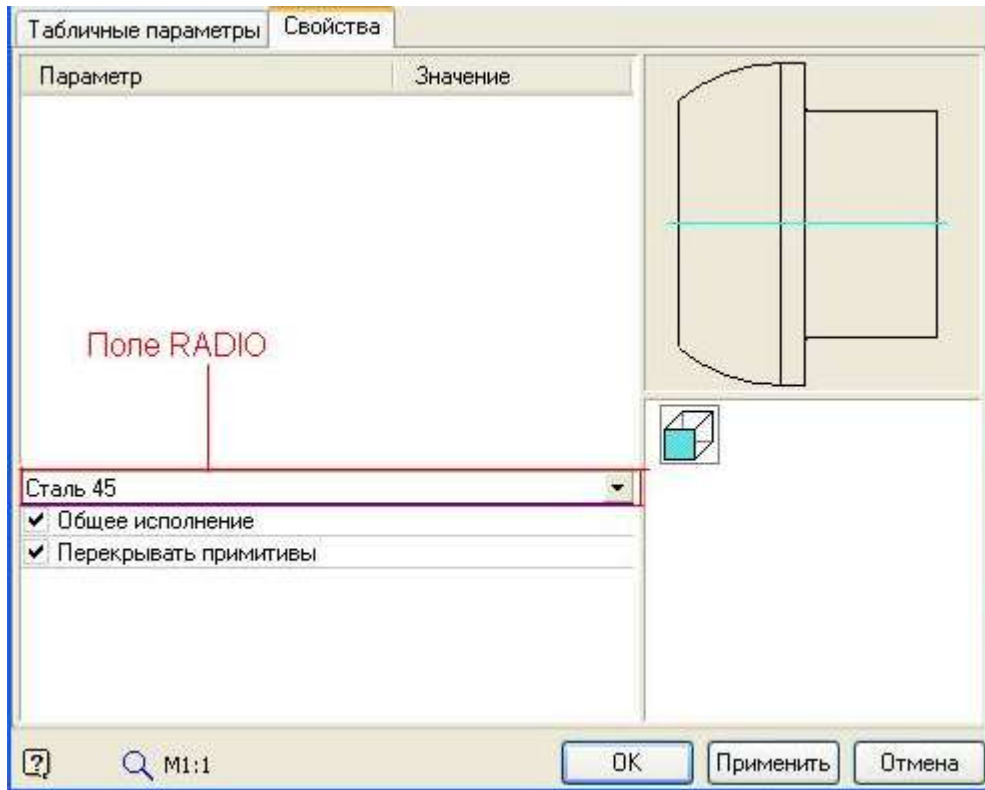 Табличные параметры Свойства
Параметр Значение
Поле RADIO
Сталь 45
Общее исполнение
Перекрывать примитивы
M1:1 OK Применить Отмена